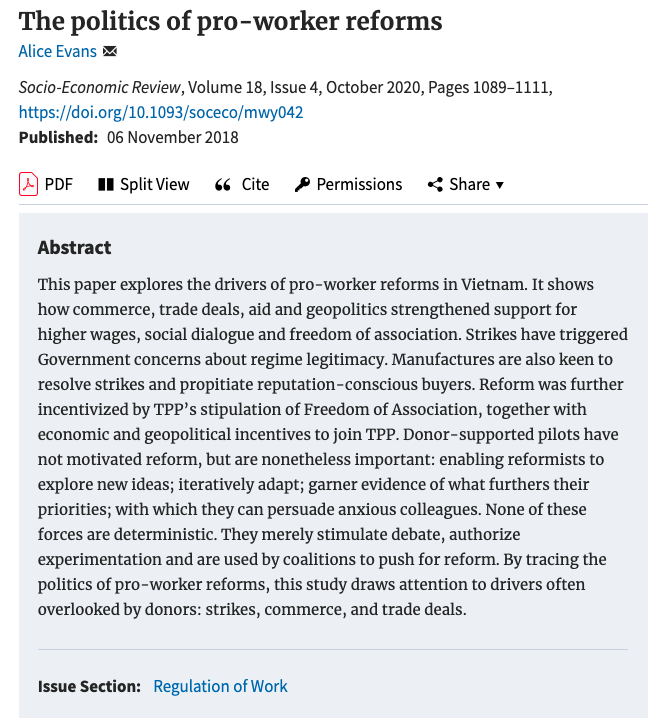 The politics of pro-worker reforms
Alice Evans
Socio-Economic Review, Volume 18, Issue 4, October 2020, Pages 1089–1111,
https://doi.org/10.1093/soceco/mwy042
Published: 06 November 2018
PDF Split View Cite Permissions Share
Abstract
This paper explores the drivers of pro-worker reforms in Vietnam. It shows
how commerce, trade deals, aid and geopolitics strengthened support for
higher wages, social dialogue and freedom of association. Strikes have triggered
Government concerns about regime legitimacy. Manufactures are also keen to
resolve strikes and propitiate reputation-conscious buyers. Reform was further
incentivized by TPP’s stipulation of Freedom of Association, together with
economic and geopolitical incentives to join TPP. Donor-supported pilots have
not motivated reform, but are nonetheless important: enabling reformists to
explore new ideas; iteratively adapt; garner evidence of what furthers their
priorities; with which they can persuade anxious colleagues. None of these
forces are deterministic. They merely stimulate debate, authorize
experimentation and are used by coalitions to push for reform. By tracing the
politics of pro-worker reforms, this study draws attention to drivers often
overlooked by donors: strikes, commerce, and trade deals.
Issue Section: Regulation of Work